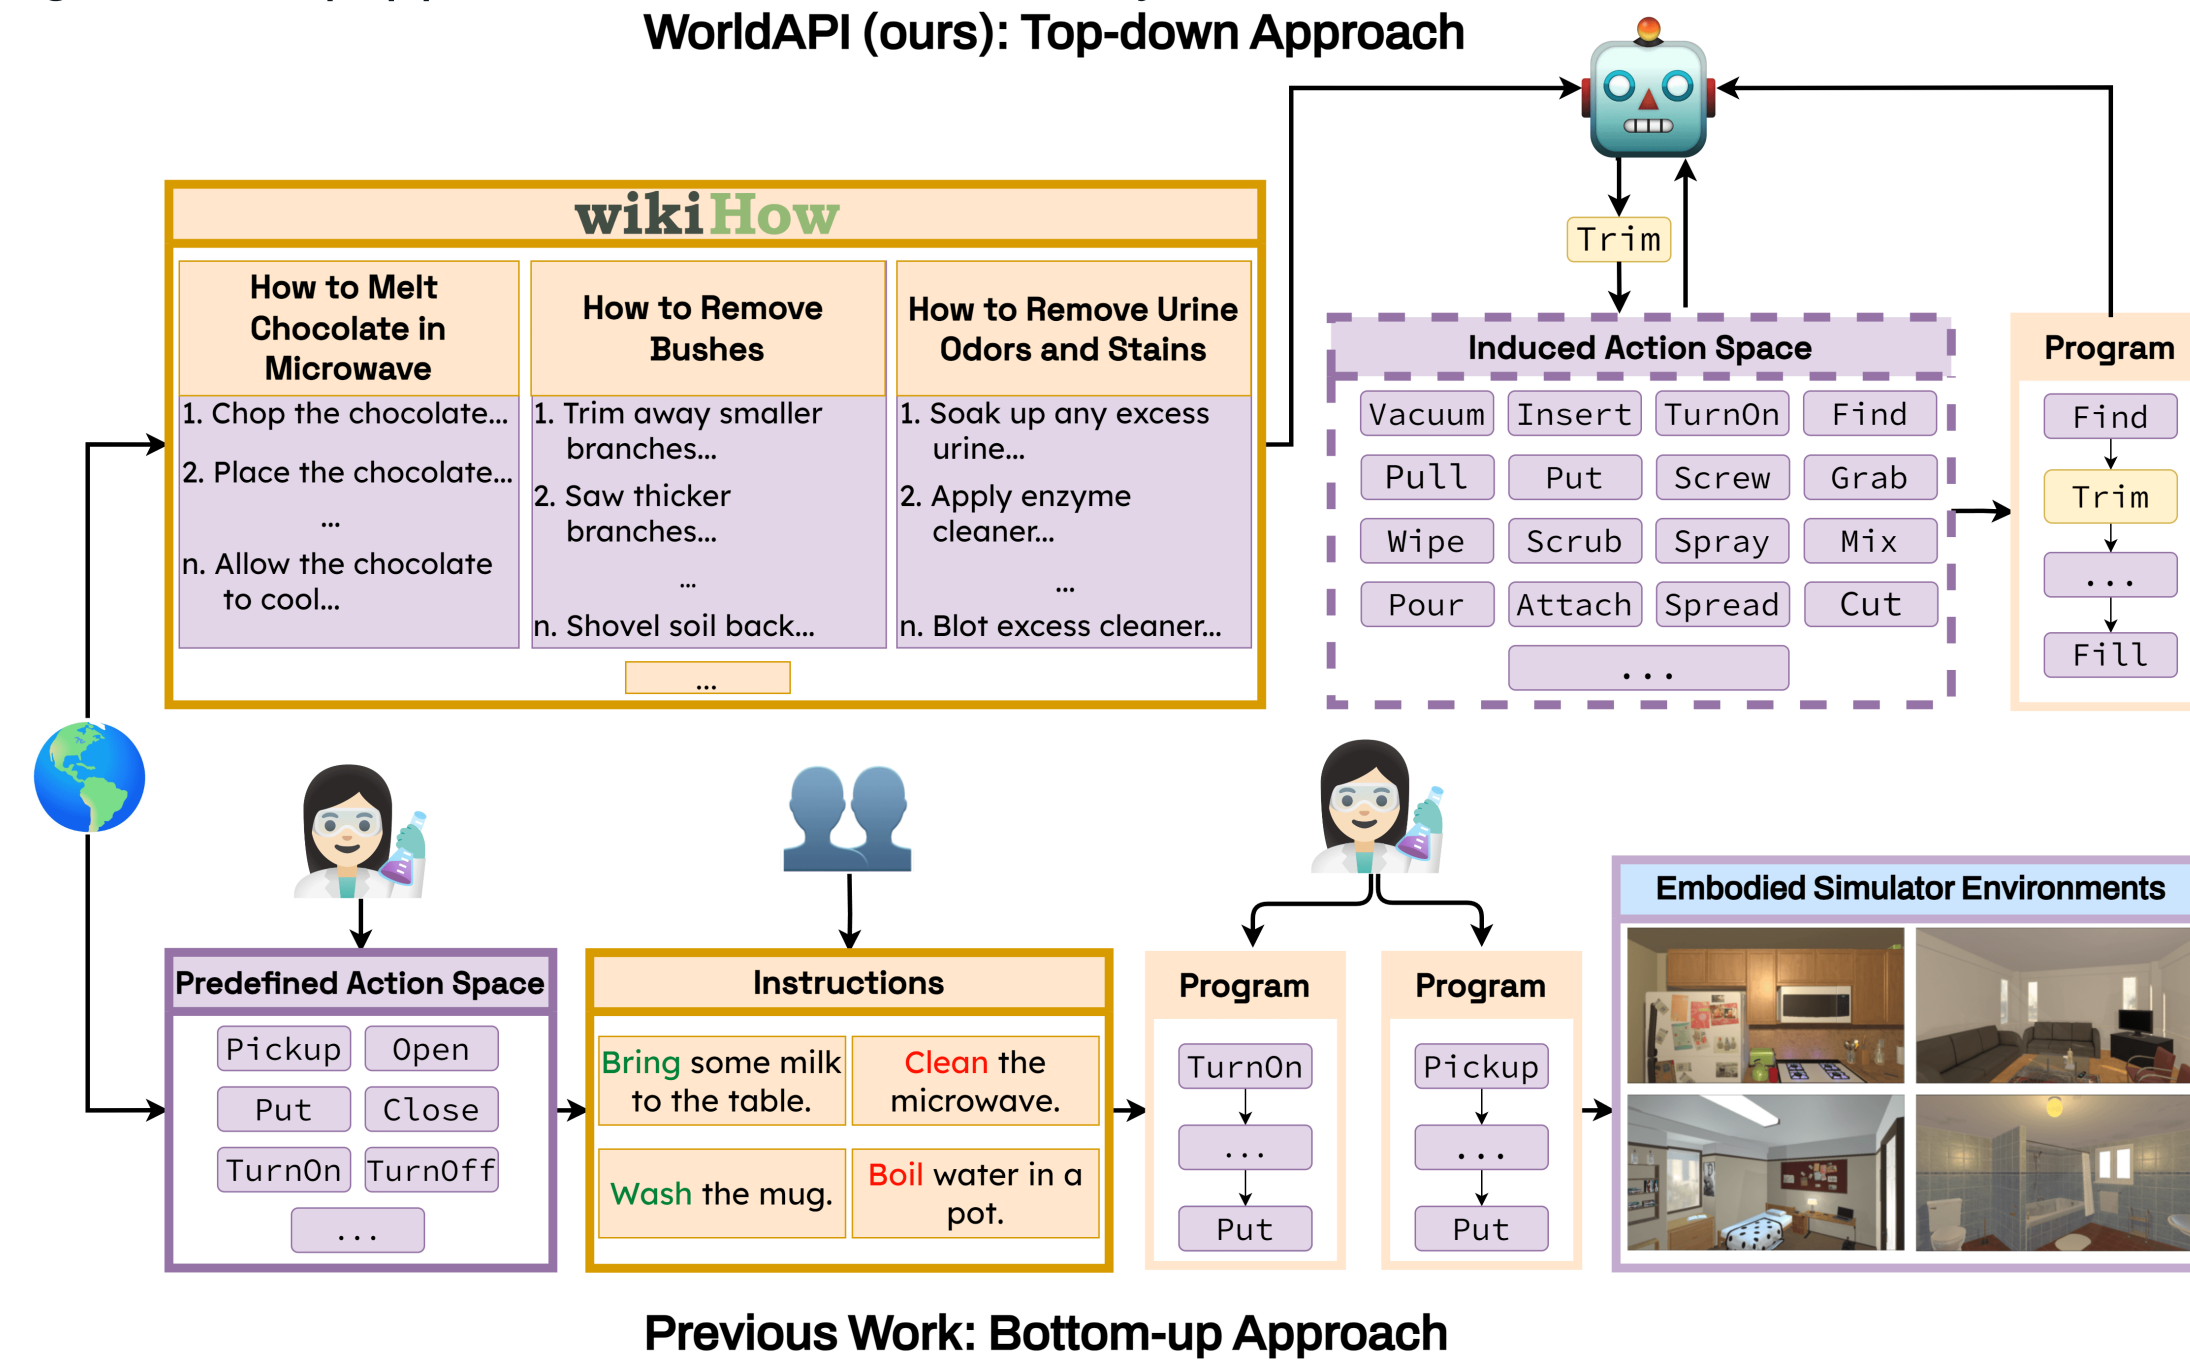 WorldAPI (ours): Top-down Approach
wikiHow
How to Melt
Chocolate in
Microwave
1. Chop the chocolate...
2. Place the chocolate...
...
n. Allow the chocolate
to cool...
How to Remove
Bushes
1. Trim away smaller
branches...
2. Saw thicker
branches...
...
n. Shovel soil back...
How to Remove Urine
Odors and Stains
1. Soak up any excess
urine...
2. Apply enzyme
cleaner...
...
n. Blot excess cleaner...
...
Trim
Induced Action Space
Vacuum Insert TurnOn Find
Pull Put Screw Grab
Wipe Scrub Spray Mix
Pour Attach Spread Cut
...
Program
Find
Trim
...
Fill
Predefined Action Space
Pickup Open
Put Close
TurnOn TurnOff
...
Instructions
Bring some milk
to the table.
Clean the
microwave.
Wash the mug.
Boil water in a
pot.
Program
TurnOn
...
Put
Program
Pickup
...
Put
Embodied Simulator Environments
Previous Work: Bottom-up Approach